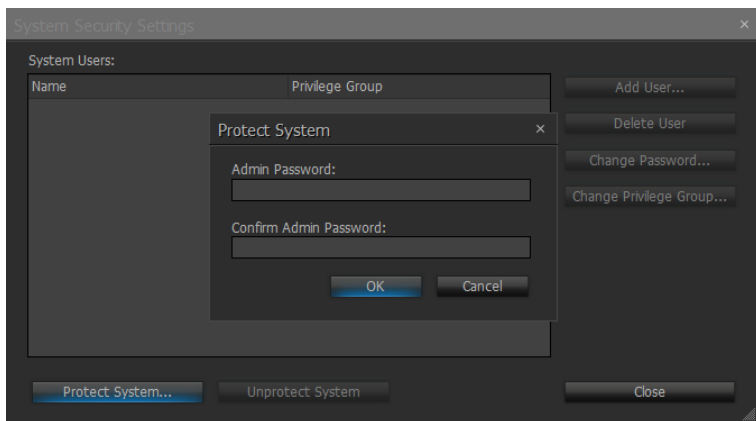 System Security Settings
System Users:
Name Privilege Group
Add User...
Delete User
Change Password...
Change Privilege Group...
Protect System
Admin Password:
Confirm Admin Password:
OK Cancel
Protect System... Unprotect System Close